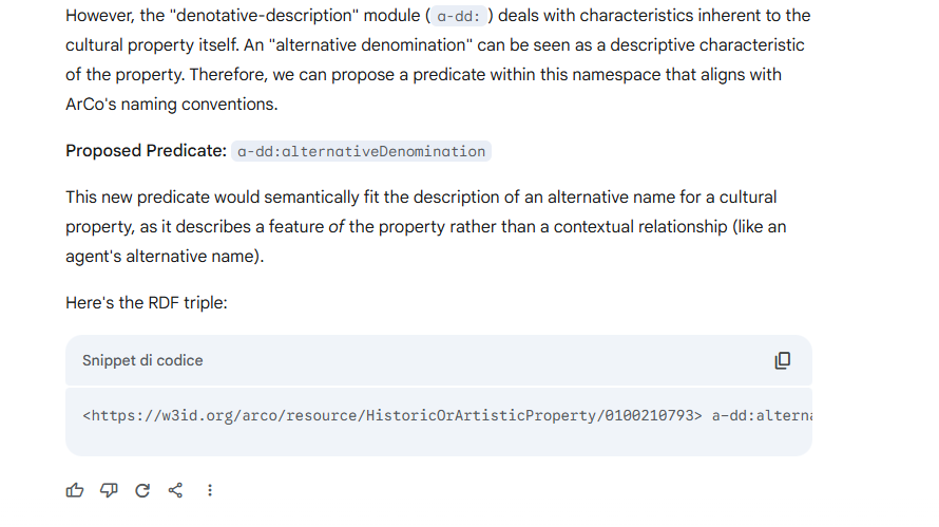 However, the "denotative-description" module ( a-dd: ) deals with characteristics inherent to the
cultural property itself. An "alternative denomination" can be seen as a descriptive characteristic
of the property. Therefore, we can propose a predicate within this namespace that aligns with
ArCo's naming conventions.
Proposed Predicate: a-dd:alternativeDenomination
This new predicate would semantically fit the description of an alternative name for a cultural
property, as it describes a feature of the property rather than a contextual relationship (like an
agent's alternative name).
Here's the RDF triple:
Snippet di codice
<https://w3id.org/arco/resource/HistoricOrArtisticProperty/0100210793> a-dd:alterna